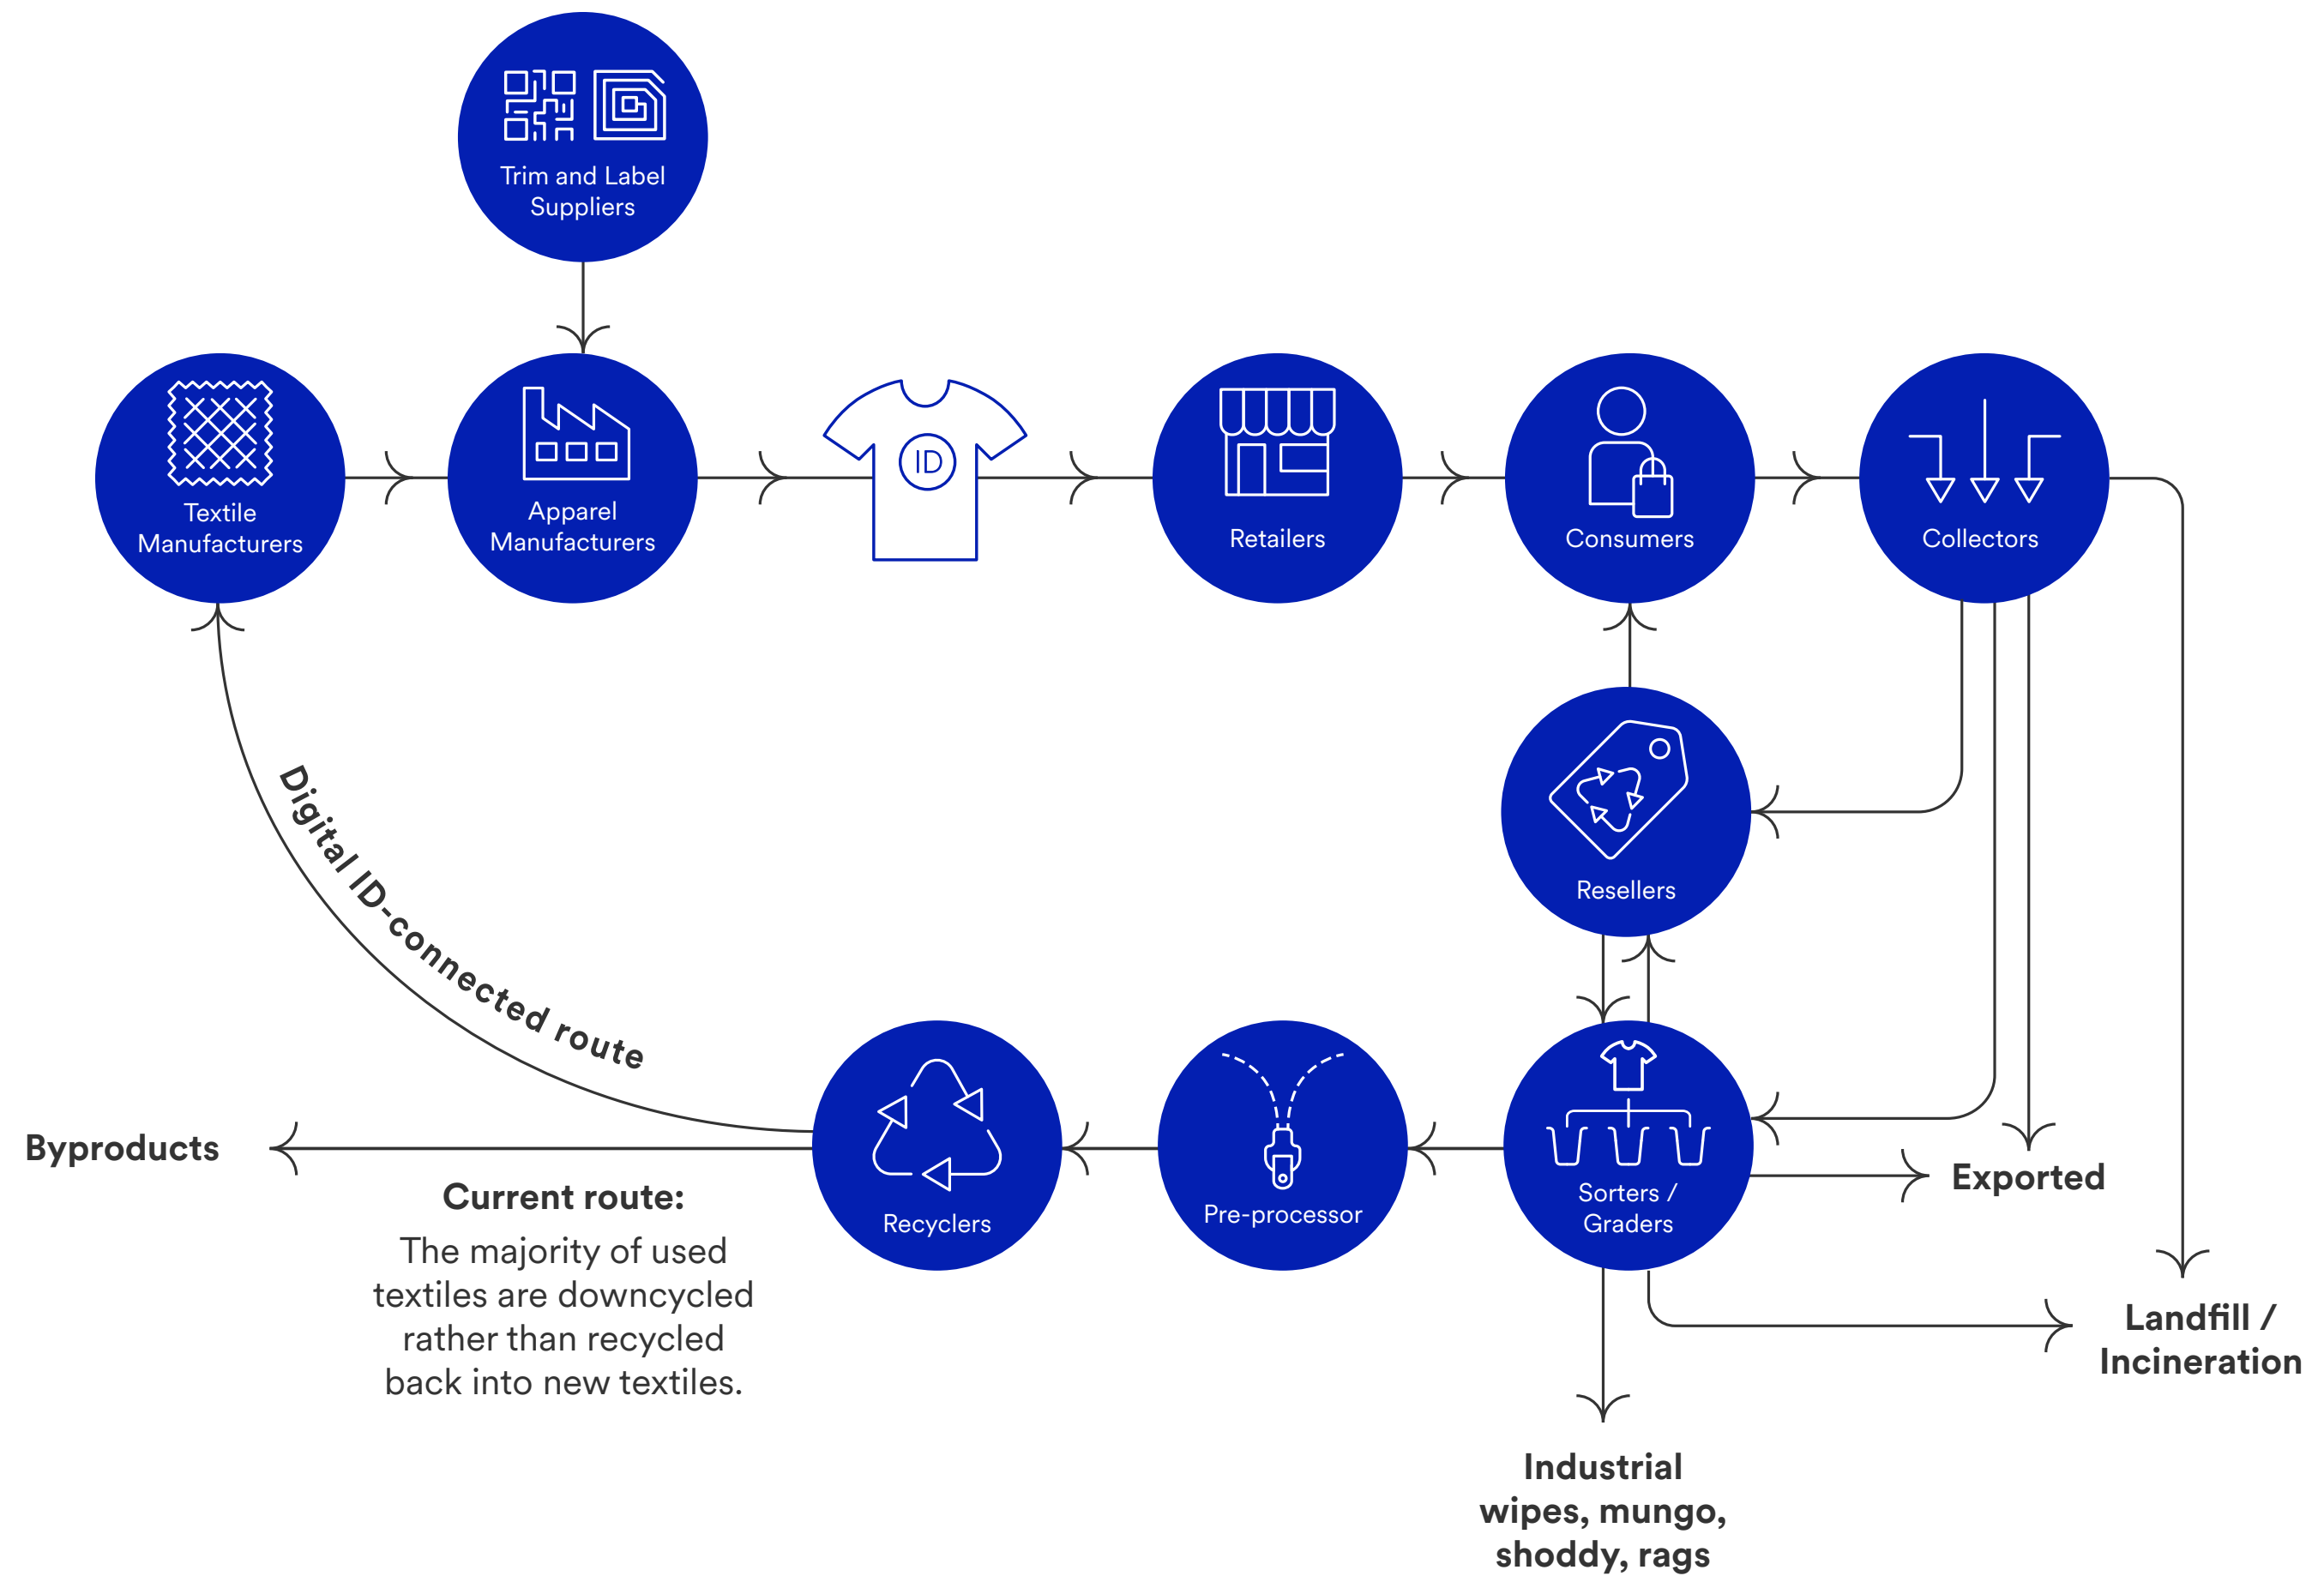 Trim and Label
Suppliers
Textile
Manufacturers
Apparel
Manufacturers
ID
Retailers
Consumers
Collectors
Resellers
Digital ID-connected route
Byproducts
Current route:
The majority of used
textiles are downcycled
rather than recycled
back into new textiles.
Recyclers
Pre-processor
Sorters /
Graders
Exported
Landfill /
Incineration
Industrial
wipes, mungo,
shoddy, rags